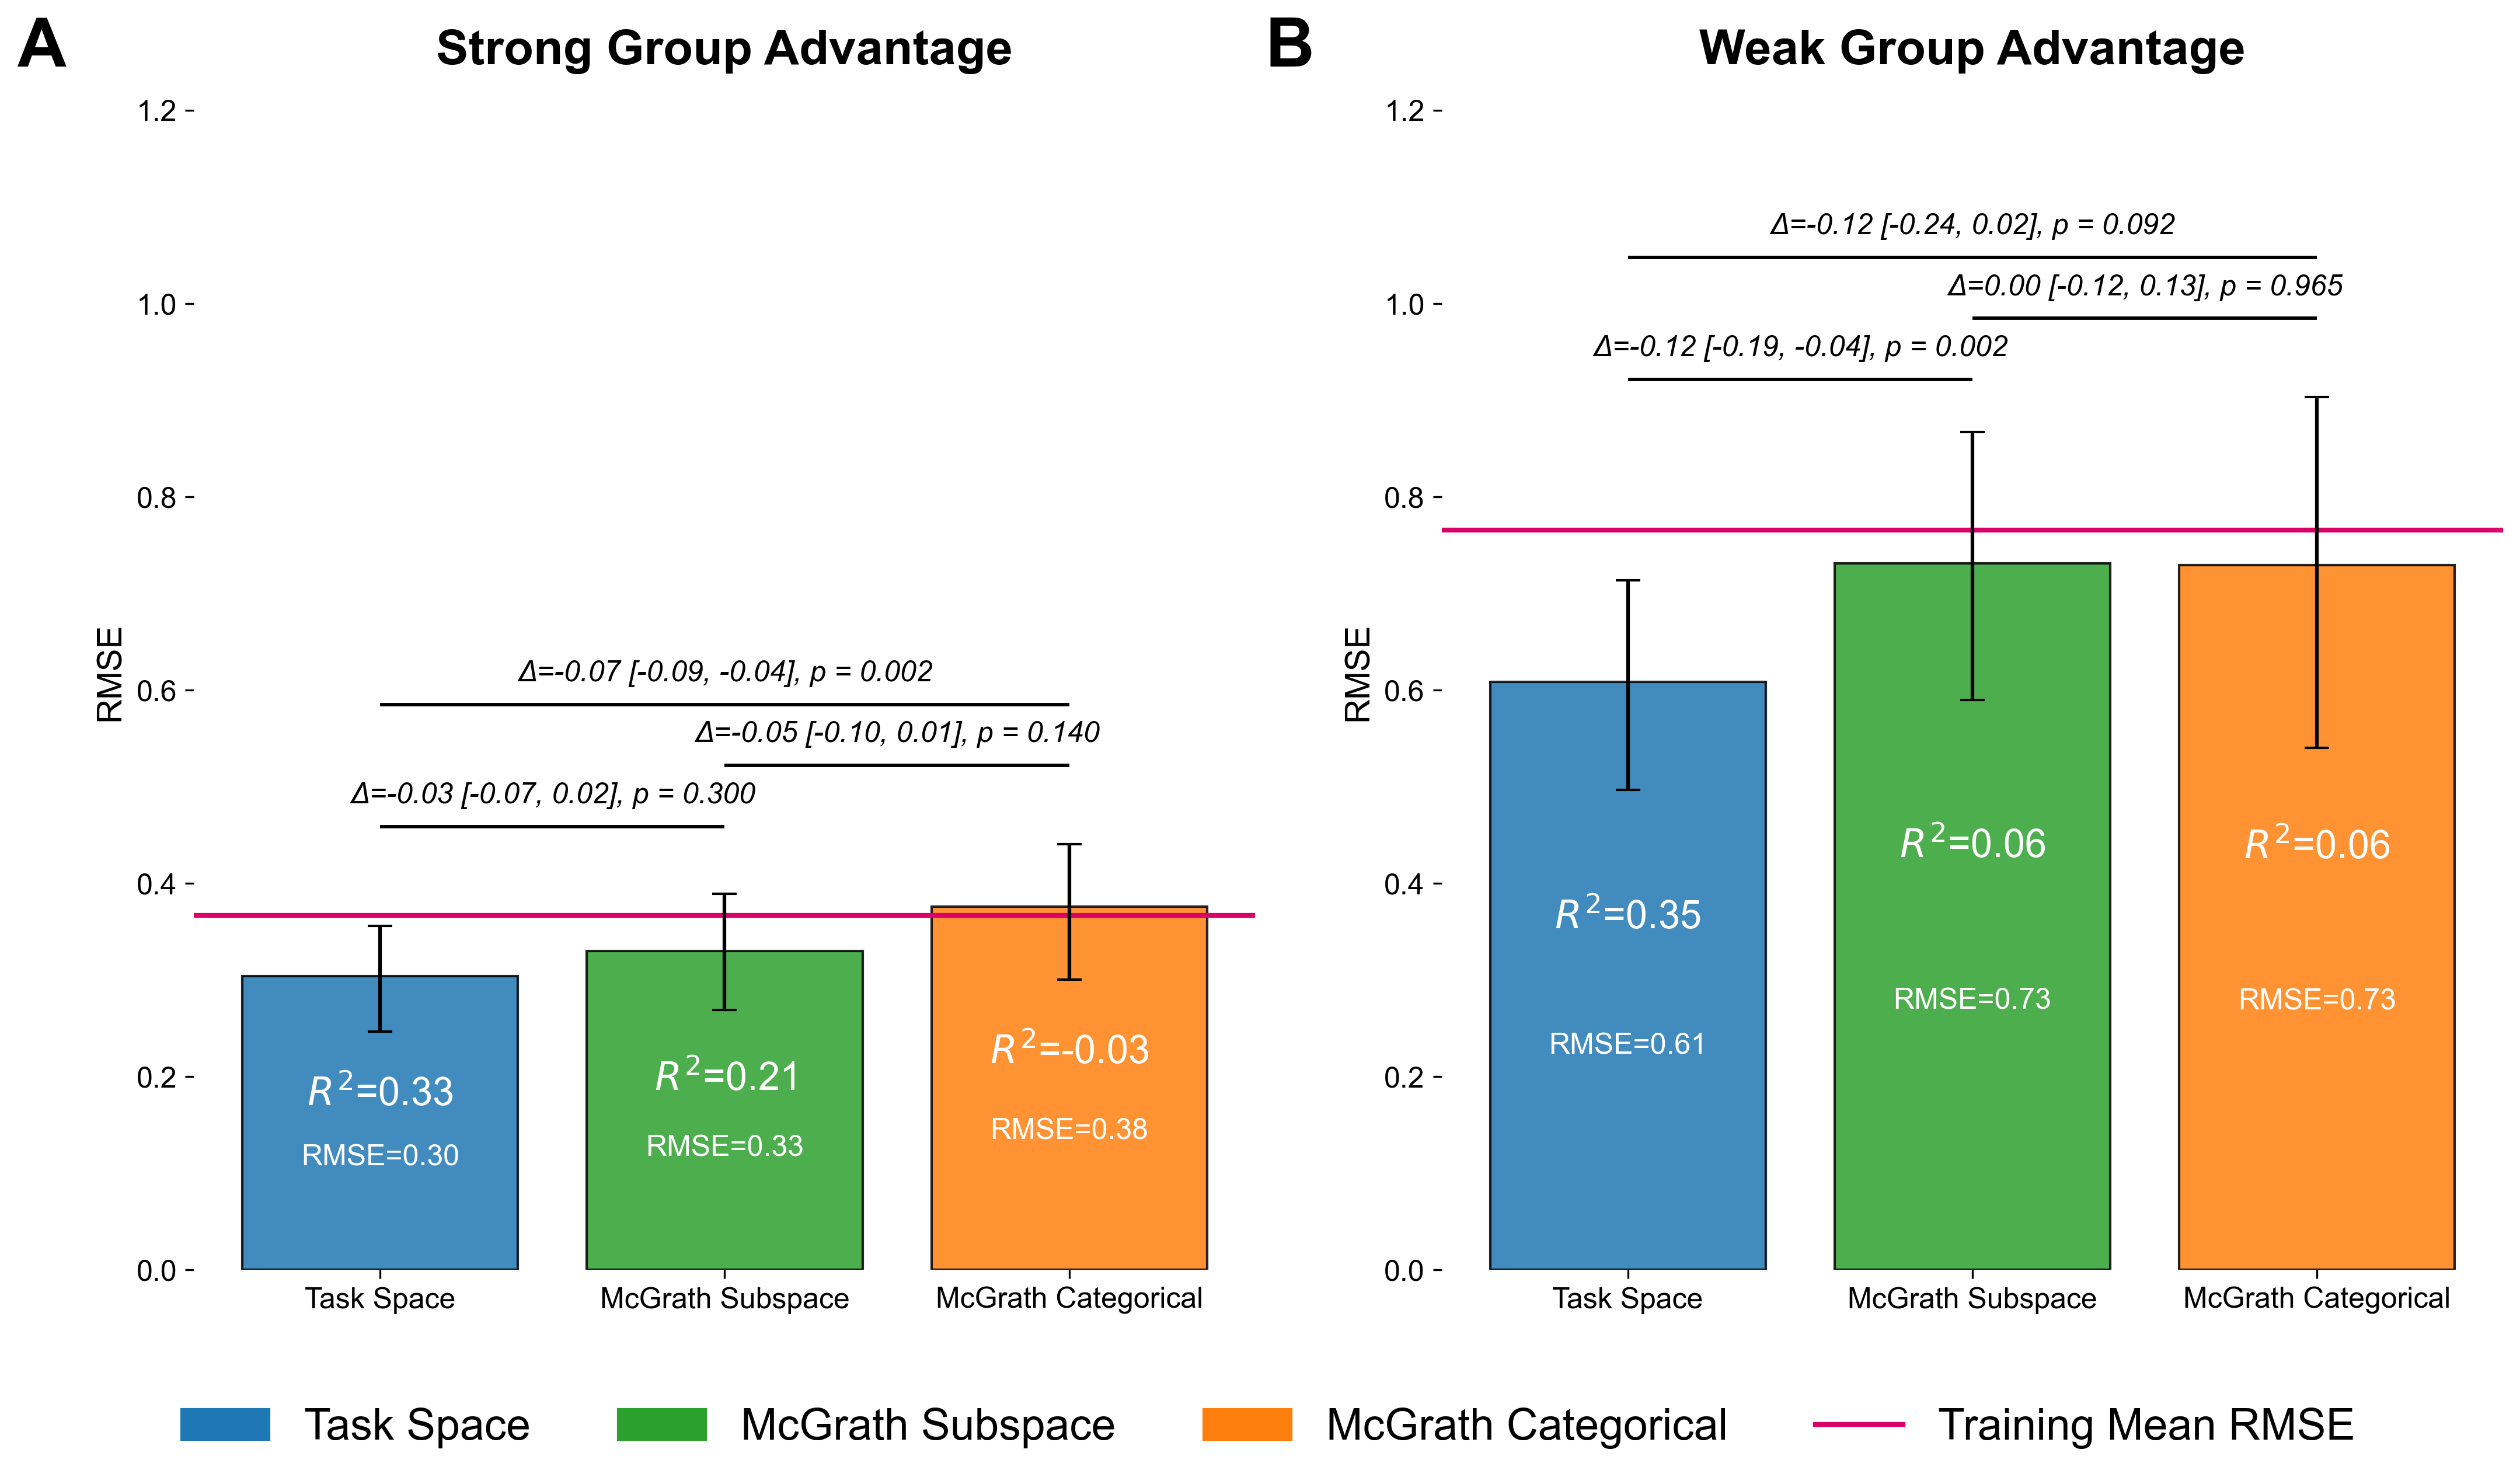 A
Strong Group Advantage
1.2
1.0
0.8
0.6
0.4
0.2
0.0
RMSE
Δ=-0.07 [-0.09, -0.04], p = 0.002
Δ=-0.05 [-0.10, 0.01], p = 0.140
Δ=-0.03 [-0.07, 0.02], p = 0.300
R²=0.33
RMSE=0.30
R²=0.21
RMSE=0.33
R²=-0.03
RMSE=0.38
Task Space
McGrath Subspace
McGrath Categorical
B
Weak Group Advantage
1.2
1.0
0.8
0.6
0.4
0.2
0.0
RMSE
Δ=-0.12 [-0.24, 0.02], p = 0.092
Δ=0.00 [-0.12, 0.13], p = 0.965
Δ=-0.12 [-0.19, -0.04], p = 0.002
R²=0.35
RMSE=0.61
R²=0.06
RMSE=0.73
R²=0.06
RMSE=0.73
Task Space
McGrath Subspace
McGrath Categorical
Task Space
McGrath Subspace
McGrath Categorical
Training Mean RMSE